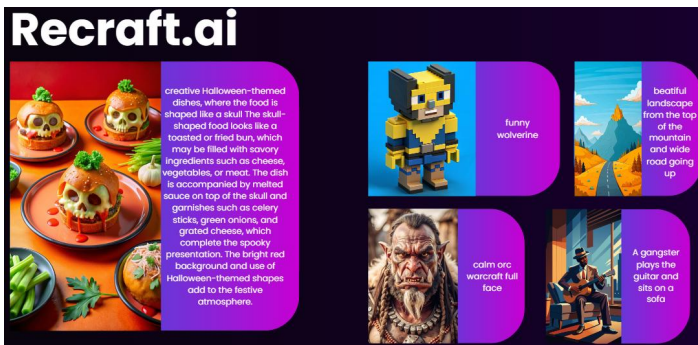 Recraft.ai
creative Halloween-themed
dishes, where the food is
shaped like a skull The skull-
shaped food looks like a
toasted or fried bun, which
may be filled with savory
ingredients such as cheese,
vegetables, or meat. The dish
is accompanied by melted
sauce on top of the skull and
garnishes such as celery
sticks, green onions, and
grated cheese, which
complete the spooky
presentation. The bright red
background and use of
Halloween-themed shapes
add to the festive
atmosphere.
funny
wolverine
beatiful
landscape
from the top
of the
mountain
and wide
road going
up
calm orc
warcraft full
face
A gangster
plays the
guitar and
sits on a
sofa